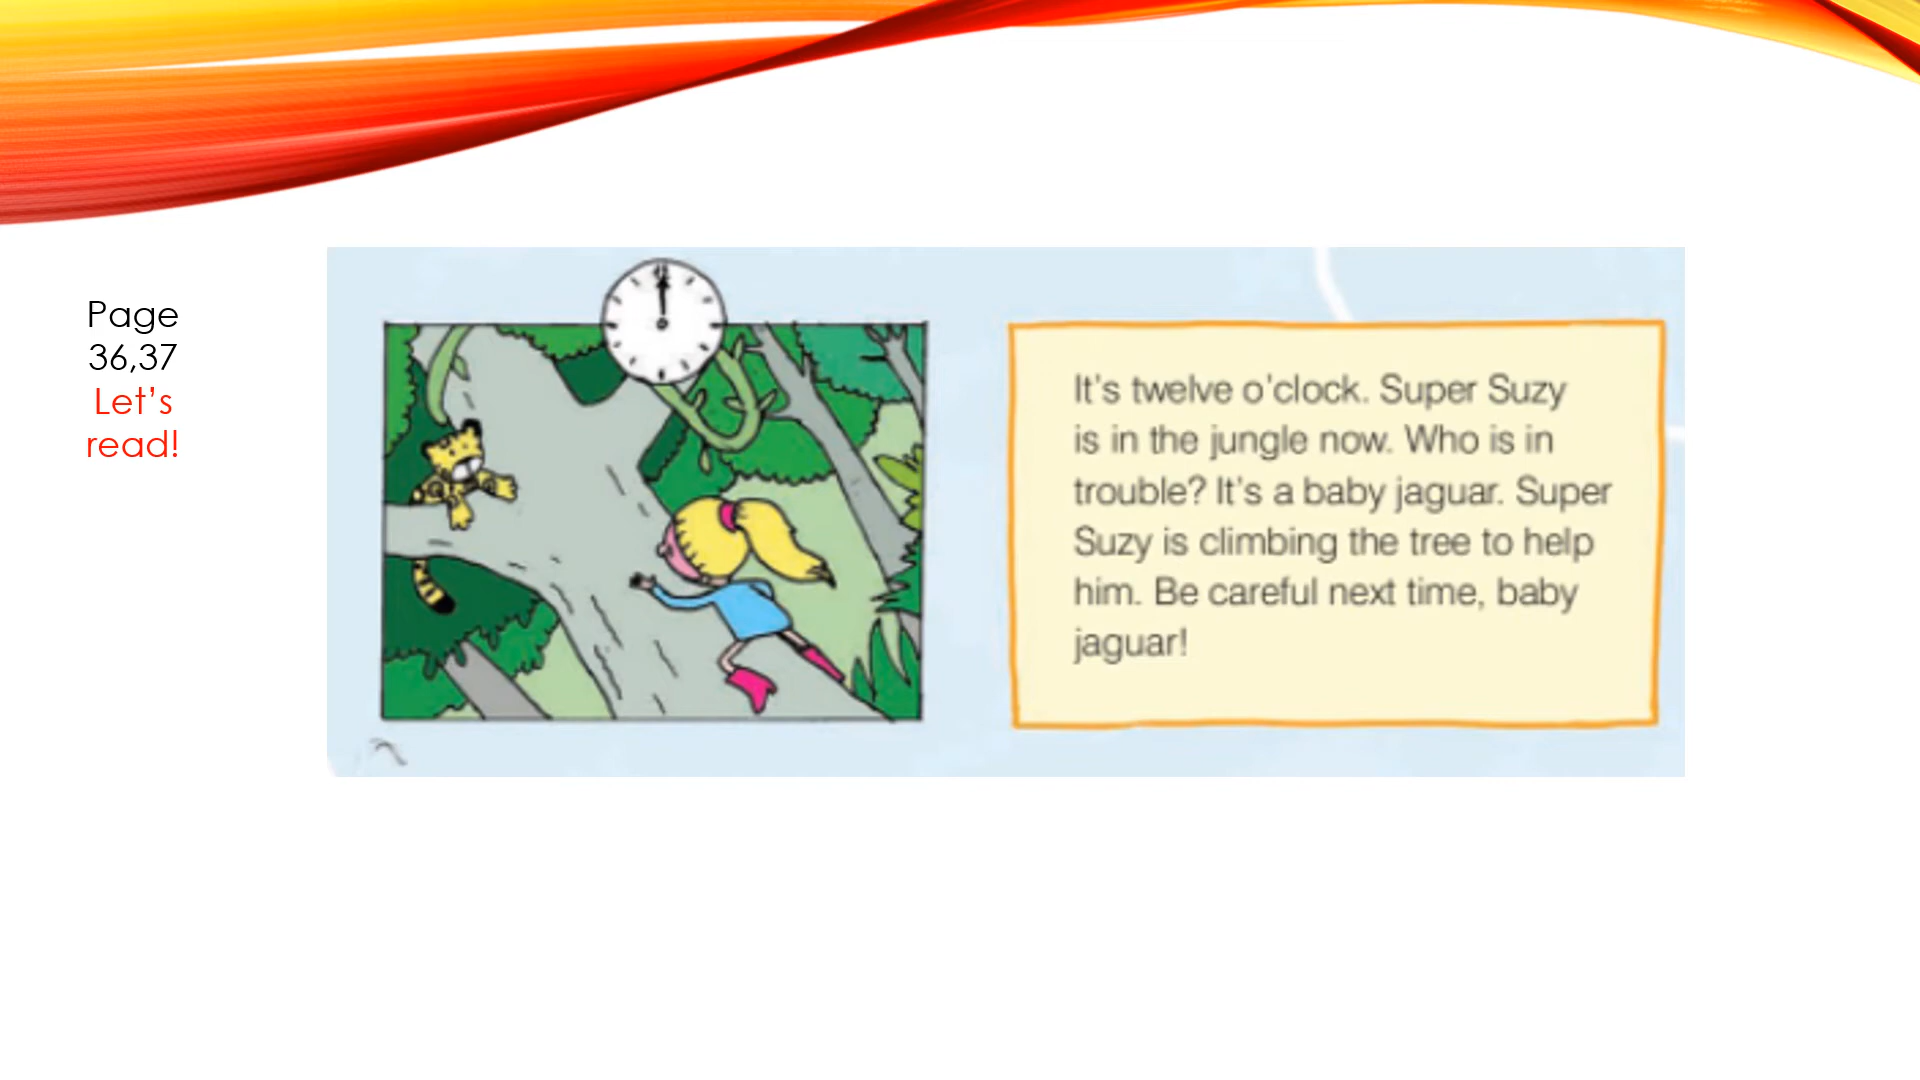 Page
36,37
Let's
read!
It's twelve o'clock. Super Suzy
is in the jungle now. Who is in
trouble? It's a baby jaguar. Super
Suzy is climbing the tree to help
him. Be careful next time, baby
jaguar!